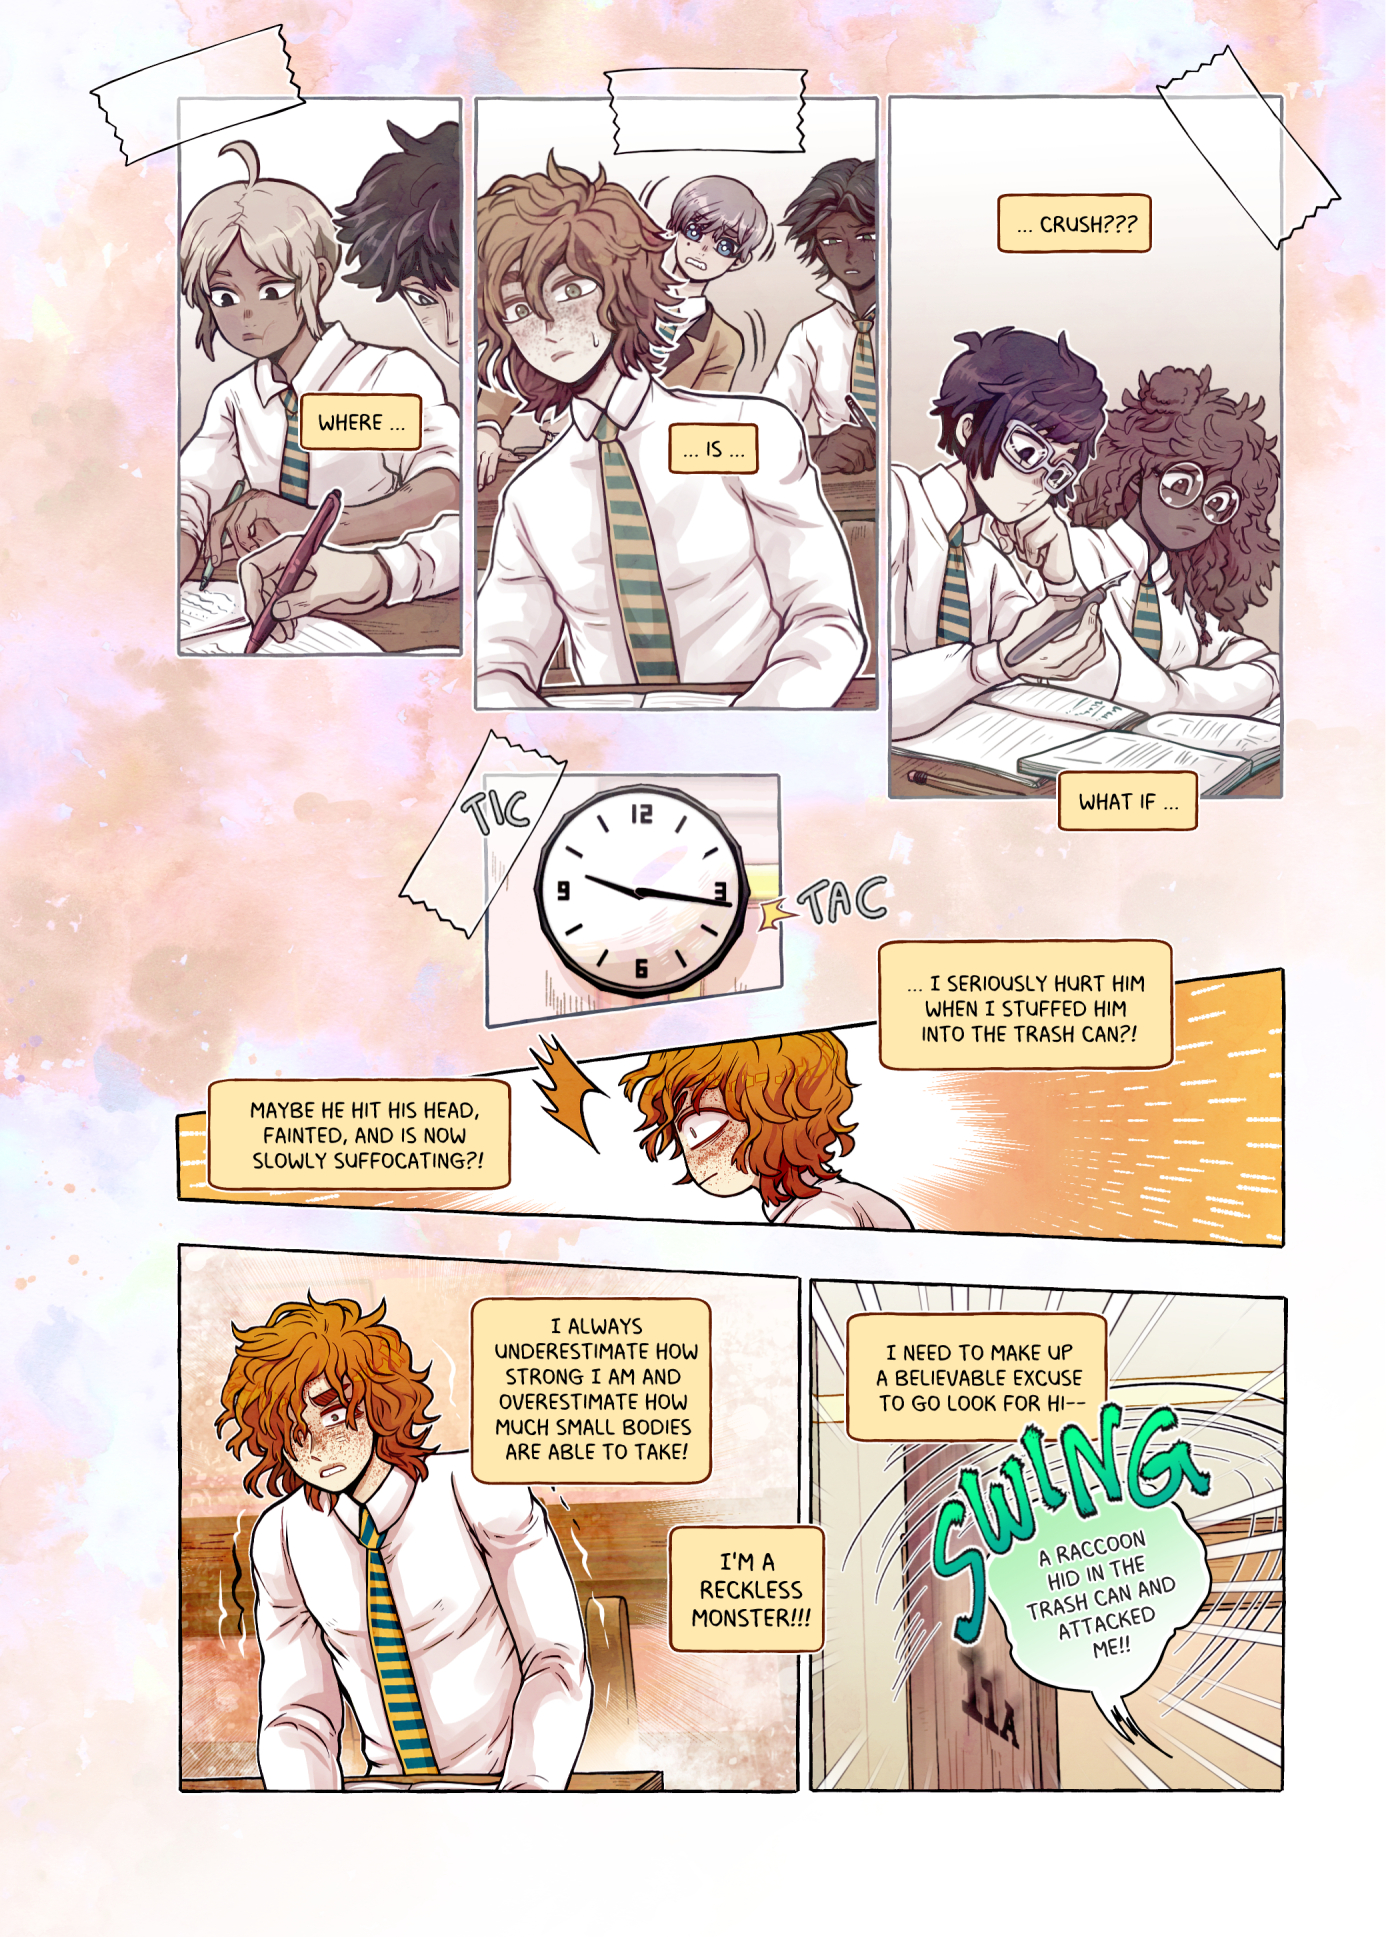 WHERE ...
... IS ...
... CRUSH???
WHAT IF ...
TIC
12
3
6
9
TAC
... I SERIOUSLY HURT HIM
WHEN I STUFFED HIM
INTO THE TRASH CAN?!
MAYBE HE HIT HIS HEAD,
FAINTED, AND IS NOW
SLOWLY SUFFOCATING?!
I ALWAYS
UNDERESTIMATE HOW
STRONG I AM AND
OVERESTIMATE HOW
MUCH SMALL BODIES
ARE ABLE TO TAKE!
I'M A
RECKLESS
MONSTER!!!
I NEED TO MAKE UP
A BELIEVABLE EXCUSE
TO GO LOOK FOR HI--
SWING
A RACCOON
HID IN THE
TRASH CAN AND
ATTACKED
ME!!
11A